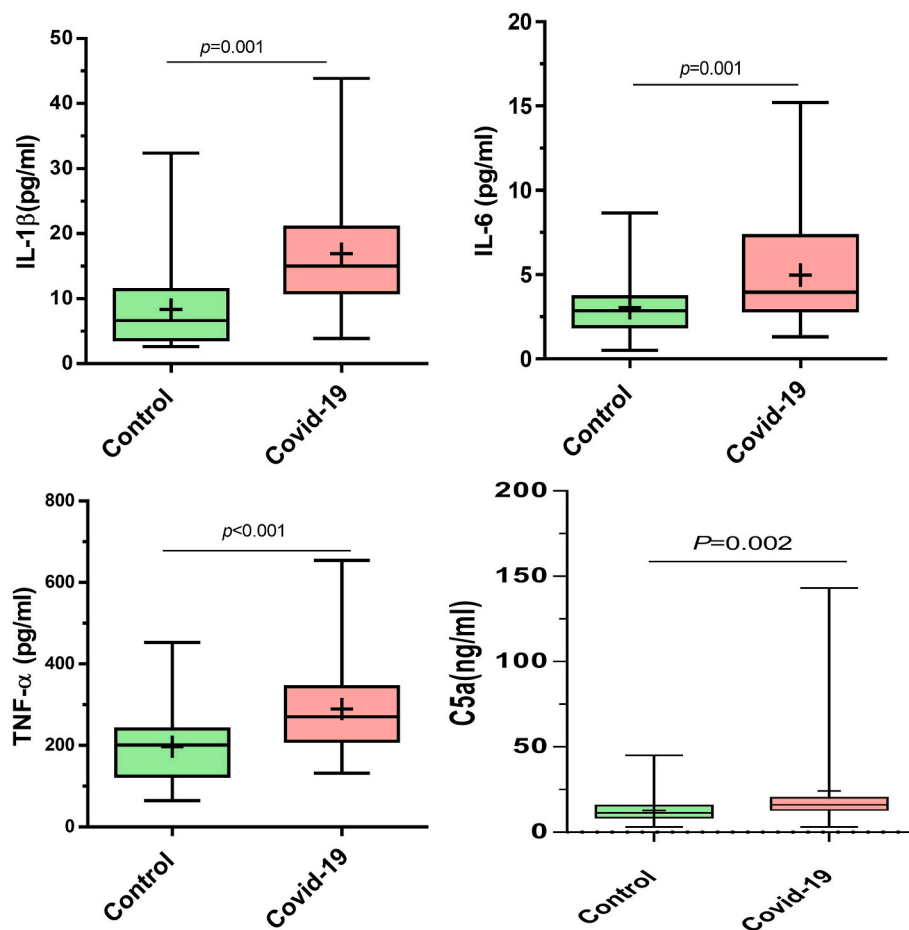 IL-1β(pg/ml)
50
40
30
20
10
0
p=0.001
Control
Covid-19
IL-6 (pg/ml)
20
15
10
5
0
p=0.001
Control
Covid-19
TNF-α (pg/ml)
800
600
400
200
0
p<0.001
Control
Covid-19
C5a(ng/ml)
200
150
100
50
0
P=0.002
Control
Covid-19